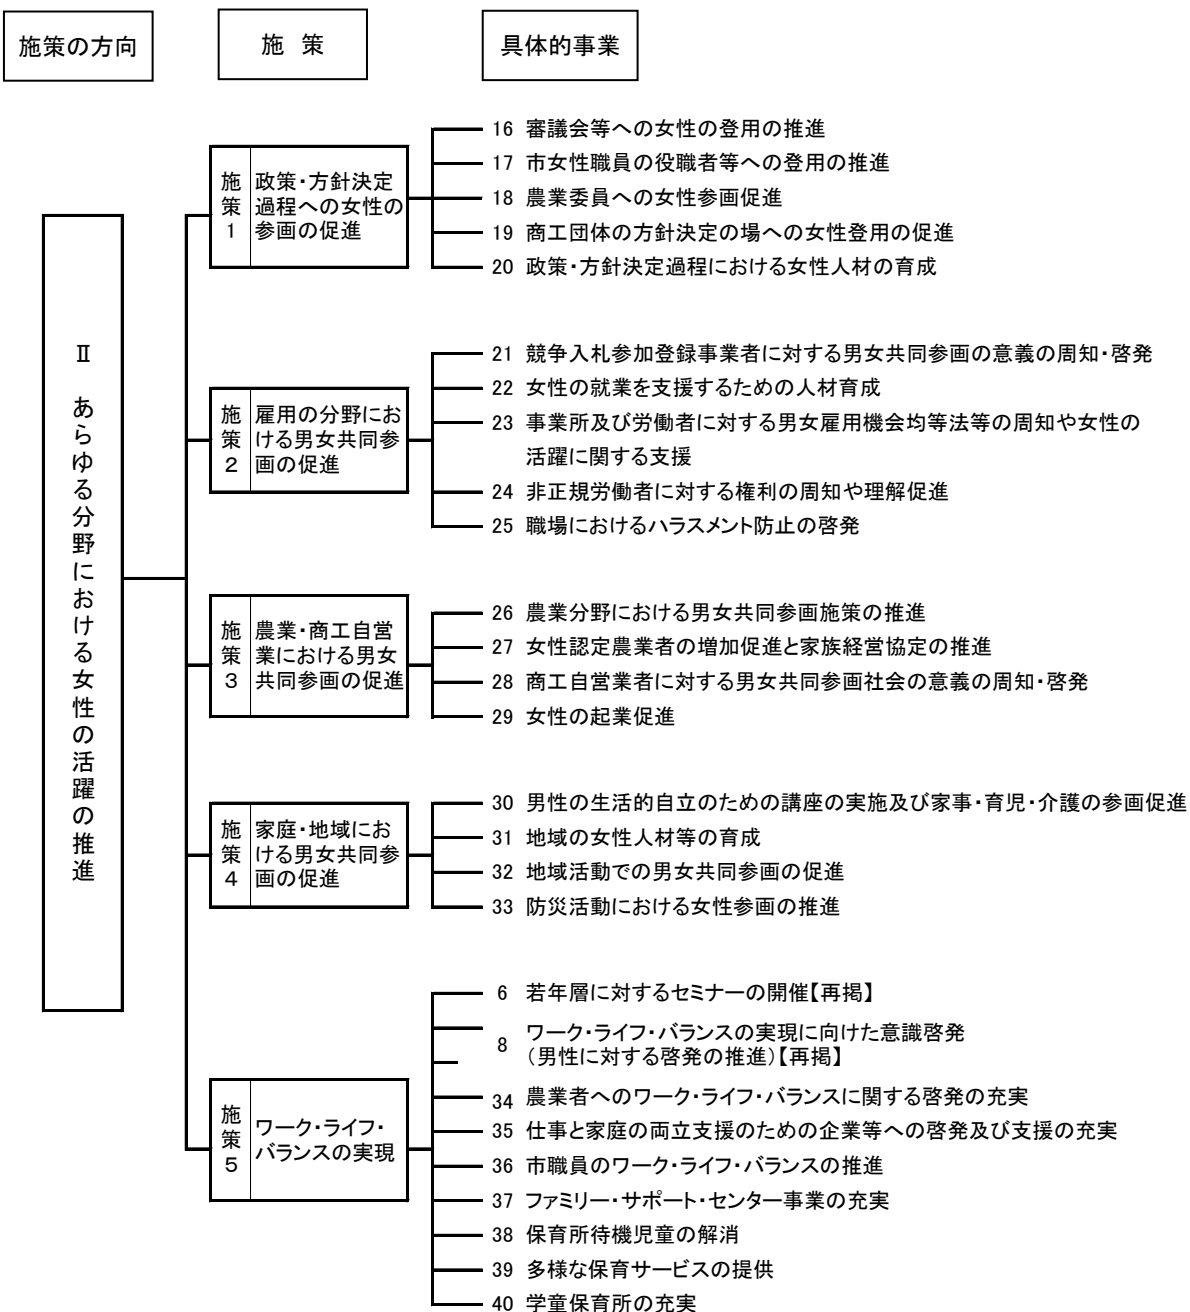 施策の方向
施 策
具体的事業
Ⅱ あらゆる分野における女性の活躍の推進
施策1
政策・方針決定
過程への女性の
参画の促進
16 審議会等への女性の登用の推進
17 市女性職員の役職者等への登用の推進
18 農業委員への女性参画促進
19 商工団体の方針決定の場への女性登用の促進
20 政策・方針決定過程における女性人材の育成
施策2
雇用の分野にお
ける男女共同参
画の促進
21 競争入札参加登録事業者に対する男女共同参画の意義の周知・啓発
22 女性の就業を支援するための人材育成
23 事業所及び労働者に対する男女雇用機会均等法等の周知や女性の
活躍に関する支援
24 非正規労働者に対する権利の周知や理解促進
25 職場におけるハラスメント防止の啓発
施策3
農業・商工自営
業における男女
共同参画の促進
26 農業分野における男女共同参画施策の推進
27 女性認定農業者の増加促進と家族経営協定の推進
28 商工自営業者に対する男女共同参画社会の意義の周知・啓発
29 女性の起業促進
施策4
家庭・地域にお
ける男女共同参
画の促進
30 男性の生活的自立のための講座の実施及び家事・育児・介護の参画促進
31 地域の女性人材等の育成
32 地域活動での男女共同参画の促進
33 防災活動における女性参画の推進
施策5
ワーク・ライフ・
バランスの実現
6 若年層に対するセミナーの開催【再掲】
8 ワーク・ライフ・バランスの実現に向けた意識啓発
(男性に対する啓発の推進)【再掲】
34 農業者へのワーク・ライフ・バランスに関する啓発の充実
35 仕事と家庭の両立支援のための企業等への啓発及び支援の充実
36 市職員のワーク・ライフ・バランスの推進
37 ファミリー・サポート・センター事業の充実
38 保育所待機児童の解消
39 多様な保育サービスの提供
40 学童保育所の充実